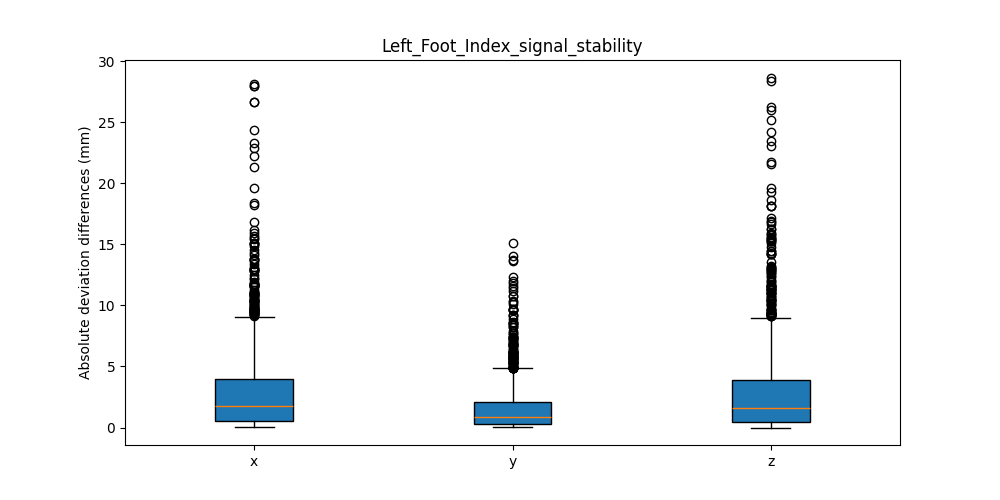 Left_Foot_Index_signal_stability
Absolute deviation differences (mm)
30
25
20
15
10
5
0
x y z